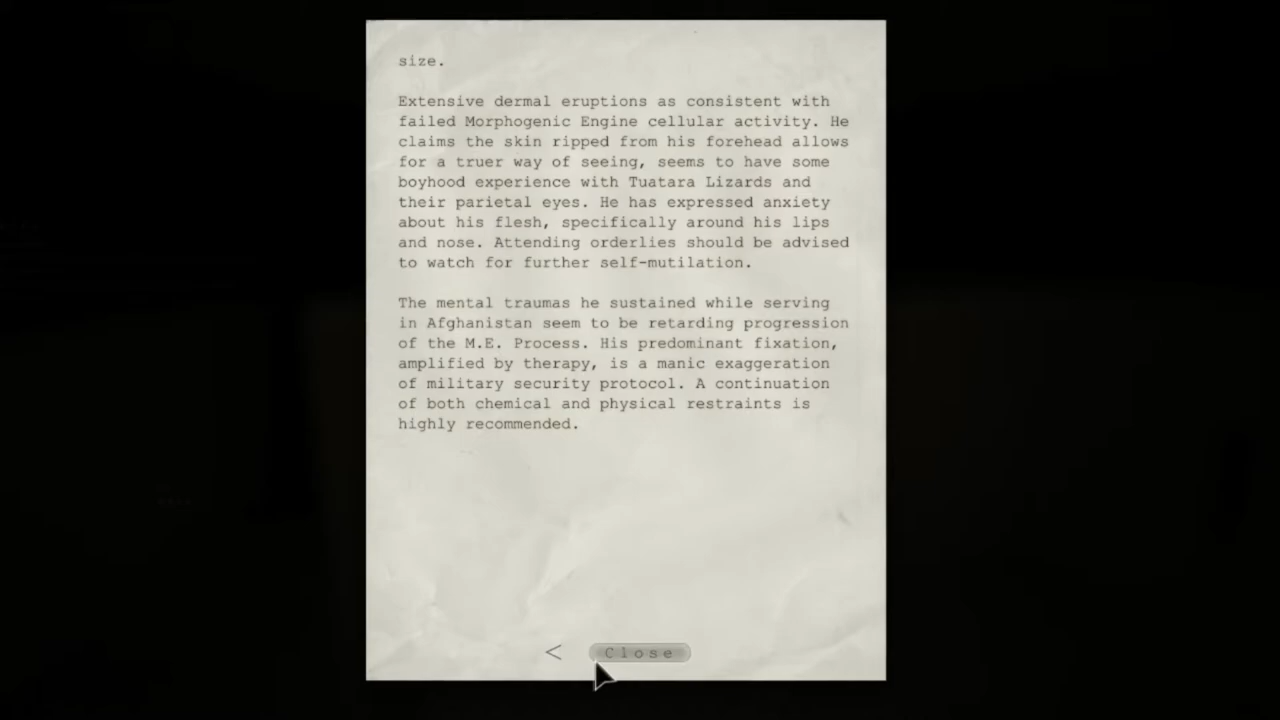 size.
Extensive dermal eruptions as consistent with
failed Morphogenic Engine cellular activity. He
claims the skin ripped from his forehead allows
for a truer way of seeing, seems to have some
boyhood experience with Tuatara Lizards and
their parietal eyes. He has expressed anxiety
about his flesh, specifically around his lips
and nose. Attending orderlies should be advised
to watch for further self-mutilation.
The mental traumas he sustained while serving
in Afghanistan seem to be retarding progression
of the M.E. Process. His predominant fixation,
amplified by therapy, is a manic exaggeration
of military security protocol. A continuation
of both chemical and physical restraints is
highly recommended.
< Close